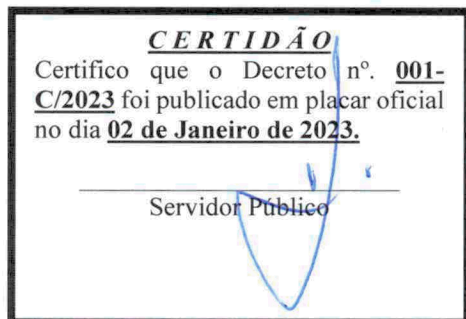 CERTIDÃO
Certifico que o Decreto nº. 001-
C/2023 foi publicado em placar oficial
no dia 02 de Janeiro de 2023.
Servidor Público